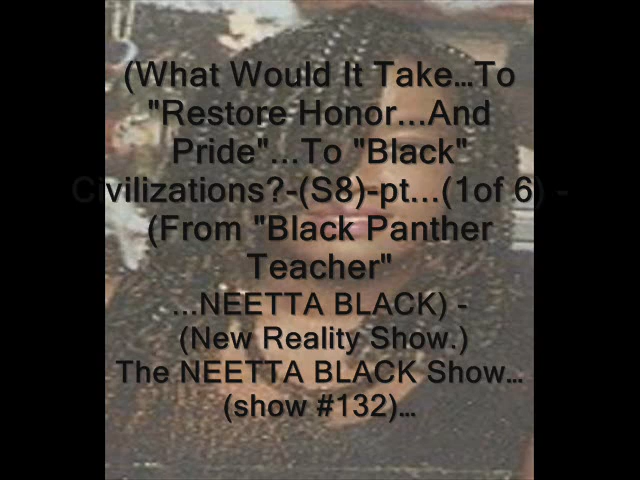 (What Would It Take...To
"Restore Honor...And
Pride"...To "Black"
Civilizations?-(S8)-pt...(1of 6) -
(From "Black Panther
Teacher"
...NEETTA BLACK) -
(New Reality Show.)
The NEETTA BLACK Show...
(show #132)...